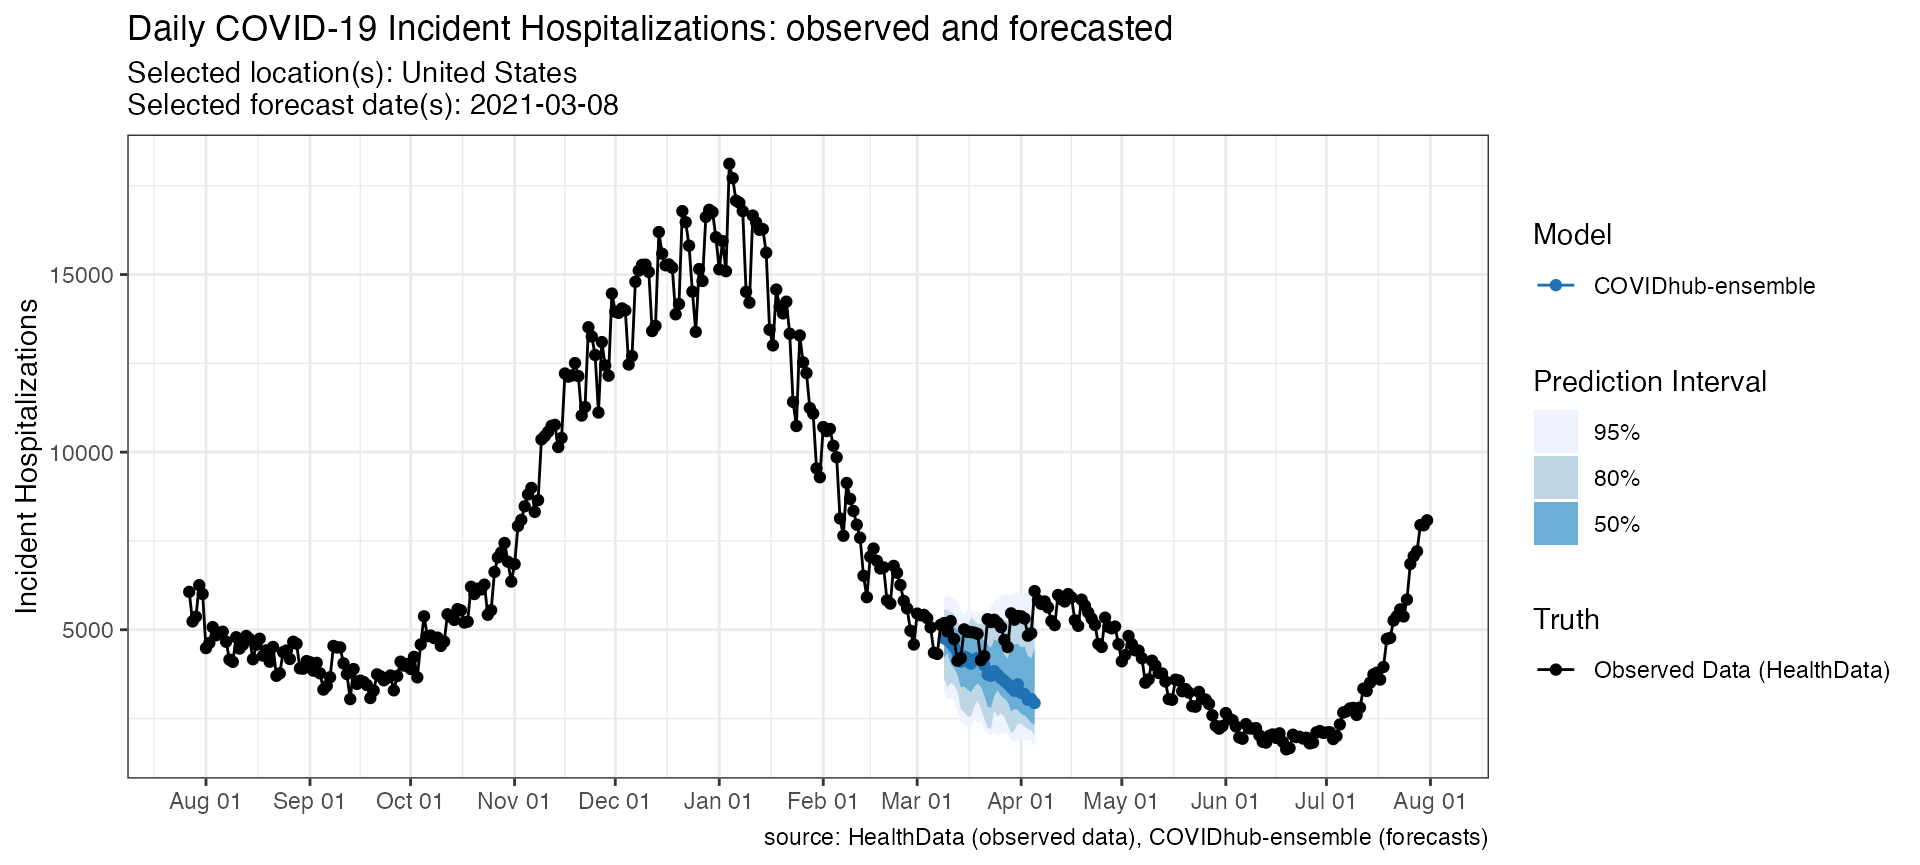 Daily COVID-19 Incident Hospitalizations: observed and forecasted
Selected location(s): United States
Selected forecast date(s): 2021-03-08
Incident Hospitalizations
15000
10000
5000
Aug 01
Sep 01
Oct 01
Nov 01
Dec 01
Jan 01
Feb 01
Mar 01
Apr 01
May 01
Jun 01
Jul 01
Aug 01
Model
COVIDhub-ensemble
Prediction Interval
95%
80%
50%
Truth
Observed Data (HealthData)
source: HealthData (observed data), COVIDhub-ensemble (forecasts)